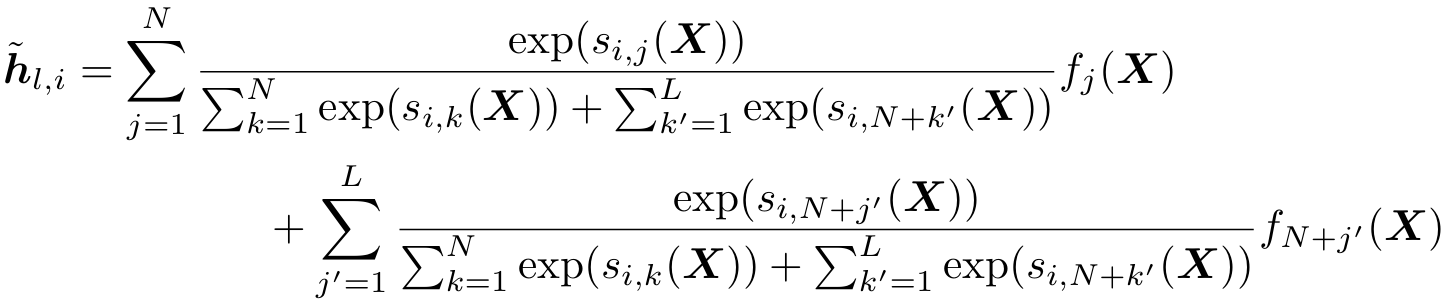 $\tilde{\boldsymbol{h}}_{l,i} = \sum_{j=1}^{N} \frac{\exp(s_{i,j}(\boldsymbol{X}))}{\sum_{k=1}^{N} \exp(s_{i,k}(\boldsymbol{X})) + \sum_{k'=1}^{L} \exp(s_{i,N+k'}(\boldsymbol{X}))} f_j(\boldsymbol{X})$
$+ \sum_{j'=1}^{L} \frac{\exp(s_{i,N+j'}(\boldsymbol{X}))}{\sum_{k=1}^{N} \exp(s_{i,k}(\boldsymbol{X})) + \sum_{k'=1}^{L} \exp(s_{i,N+k'}(\boldsymbol{X}))} f_{N+j'}(\boldsymbol{X})$